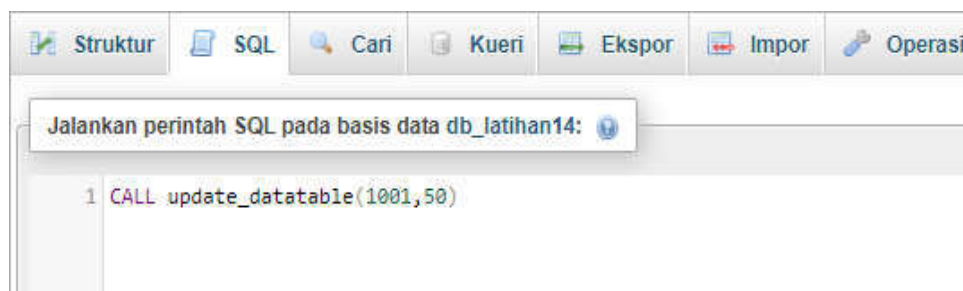 Struktur SQL Cari Kueri Ekspor Impor Operasi
Jalankan perintah SQL pada basis data db_latihan14:
1 CALL update_datatable(1001,50)